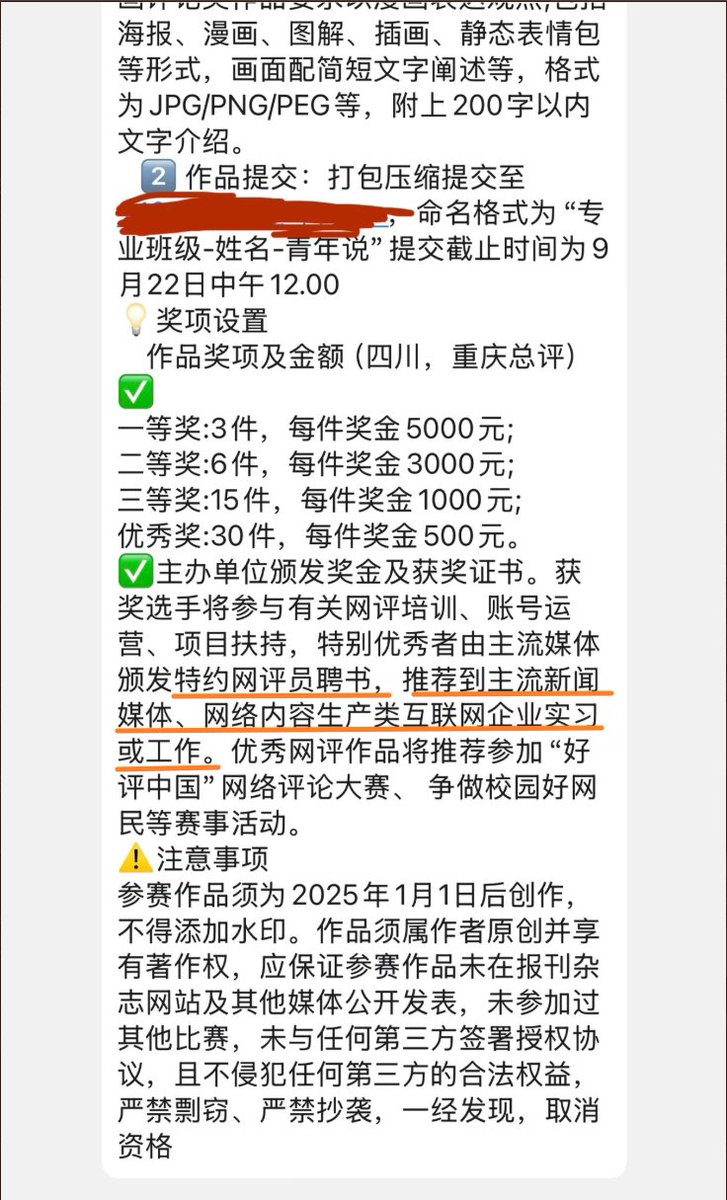 画评论奖作品要求以漫画表达观点,包括
海报、漫画、图解、插画、静态表情包
等形式，画面配简短文字阐述等，格式
为JPG/PNG/PEG等，附上200字以内
文字介绍。
2 作品提交：打包压缩提交至
，命名格式为“专
业班级-姓名-青年说”提交截止时间为9
月22日中午12.00
💡奖项设置
作品奖项及金额（四川，重庆总评）
✅
一等奖:3件，每件奖金5000元;
二等奖:6件，每件奖金3000元;
三等奖:15件，每件奖金1000元;
优秀奖:30件，每件奖金500元。
✅主办单位颁发奖金及获奖证书。获
奖选手将参与有关网评培训、账号运
营、项目扶持，特别优秀者由主流媒体
颁发特约网评员聘书，推荐到主流新闻
媒体、网络内容生产类互联网企业实习
或工作。优秀网评作品将推荐参加“好
评中国”网络评论大赛、 争做校园好网
民等赛事活动。
⚠️注意事项
参赛作品须为2025年1月1日后创作，
不得添加水印。作品须属作者原创并享
有著作权，应保证参赛作品未在报刊杂
志网站及其他媒体公开发表，未参加过
其他比赛，未与任何第三方签署授权协
议，且不侵犯任何第三方的合法权益，
严禁剽窃、严禁抄袭，一经发现，取消
资格